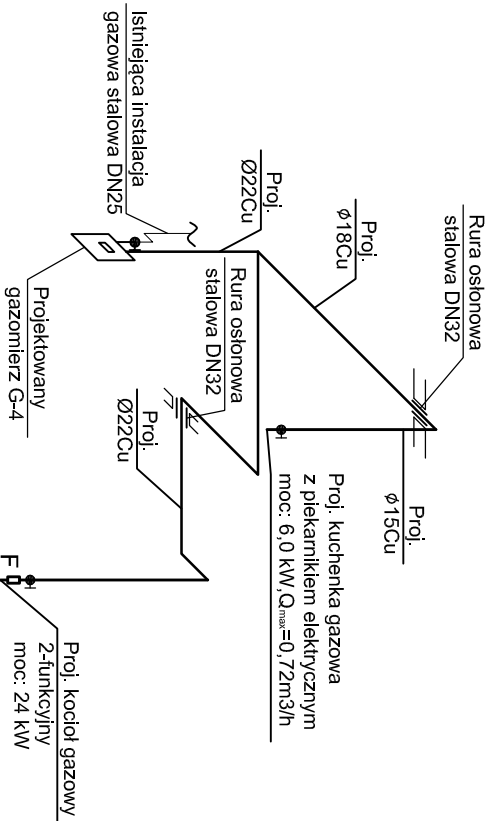 Rura osłonowa
stalowa DN32
Proj.
ϕ18Cu
Proj.
Ø22Cu
Istniejąca instalacja
gazowa stalowa DN25
Proj.
ϕ15Cu
Proj. kuchenka gazowa
z piekarnikiem elektrycznym
moc: 6,0 kW,Qmax=0,72m3/h
Rura osłonowa
stalowa DN32
Projektowany
gazomierz G-4
Proj.
Ø22Cu
F
Proj. kocioł gazowy
2-funkcyjny
moc: 24 kW